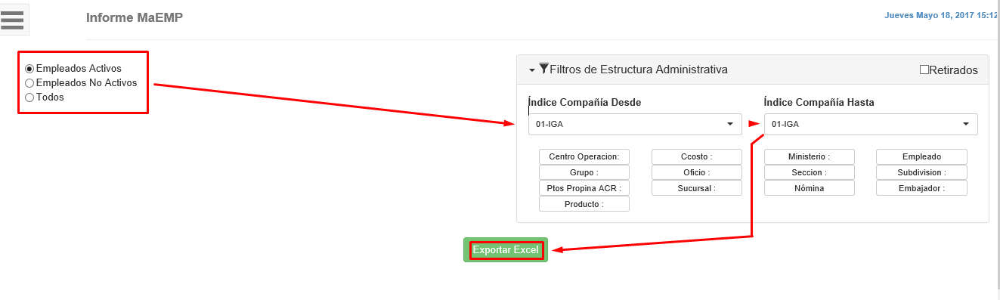 Informe MaEMP
Jueves Mayo 18, 2017 15:12
Empleados Activos
Empleados No Activos
Todos
Filtros de Estructura Administrativa
Retirados
Índice Compañía Desde
Índice Compañía Hasta
01-IGA
01-IGA
Centro Operacion:
Ccosto :
Ministerio :
Empleado
Grupo :
Oficio :
Seccion :
Subdivision :
Ptos Propina ACR :
Sucursal :
Nómina
Embajador :
Producto :
Exportar Excel